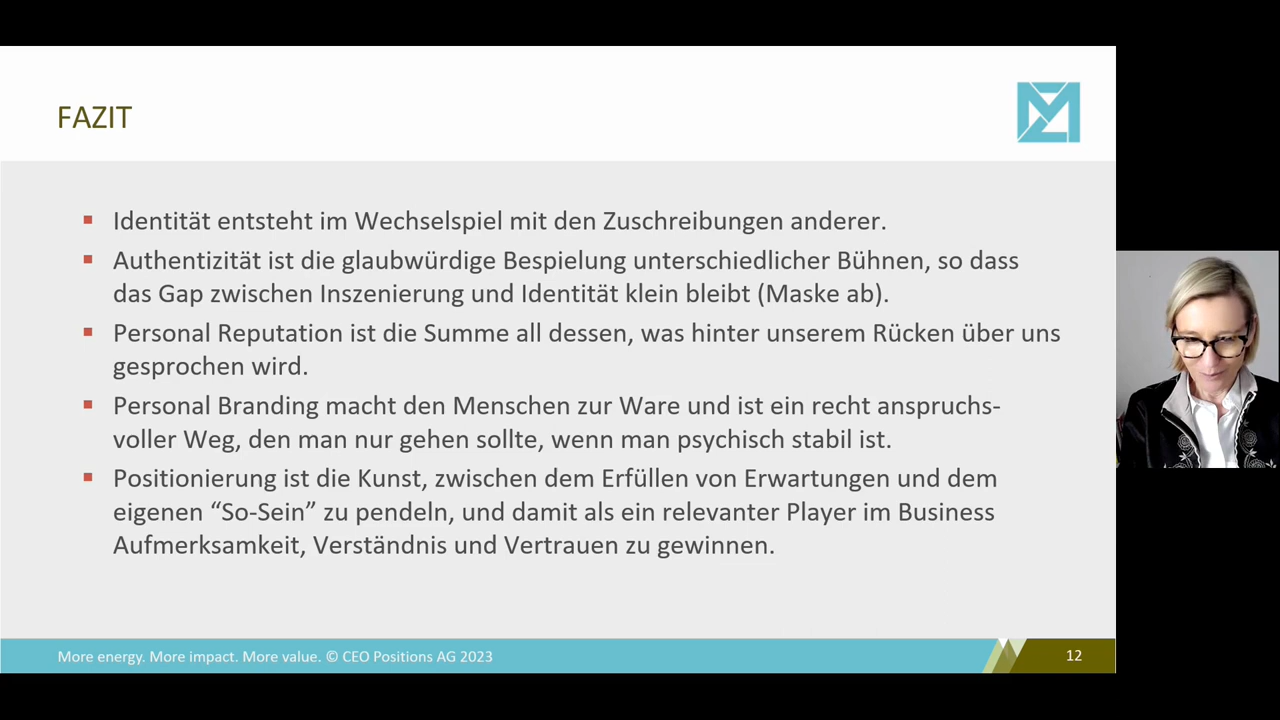 FAZIT
Identität entsteht im Wechselspiel mit den Zuschreibungen anderer.
Authentizität ist die glaubwürdige Bespielung unterschiedlicher Bühnen, so dass
das Gap zwischen Inszenierung und Identität klein bleibt (Maske ab).
Personal Reputation ist die Summe all dessen, was hinter unserem Rücken über uns
gesprochen wird.
Personal Branding macht den Menschen zur Ware und ist ein recht anspruchs-
voller Weg, den man nur gehen sollte, wenn man psychisch stabil ist.
Positionierung ist die Kunst, zwischen dem Erfüllen von Erwartungen und dem
eigenen “So-Sein” zu pendeln, und damit als ein relevanter Player im Business
Aufmerksamkeit, Verständnis und Vertrauen zu gewinnen.
More energy. More impact. More value. © CEO Positions AG 2023
12